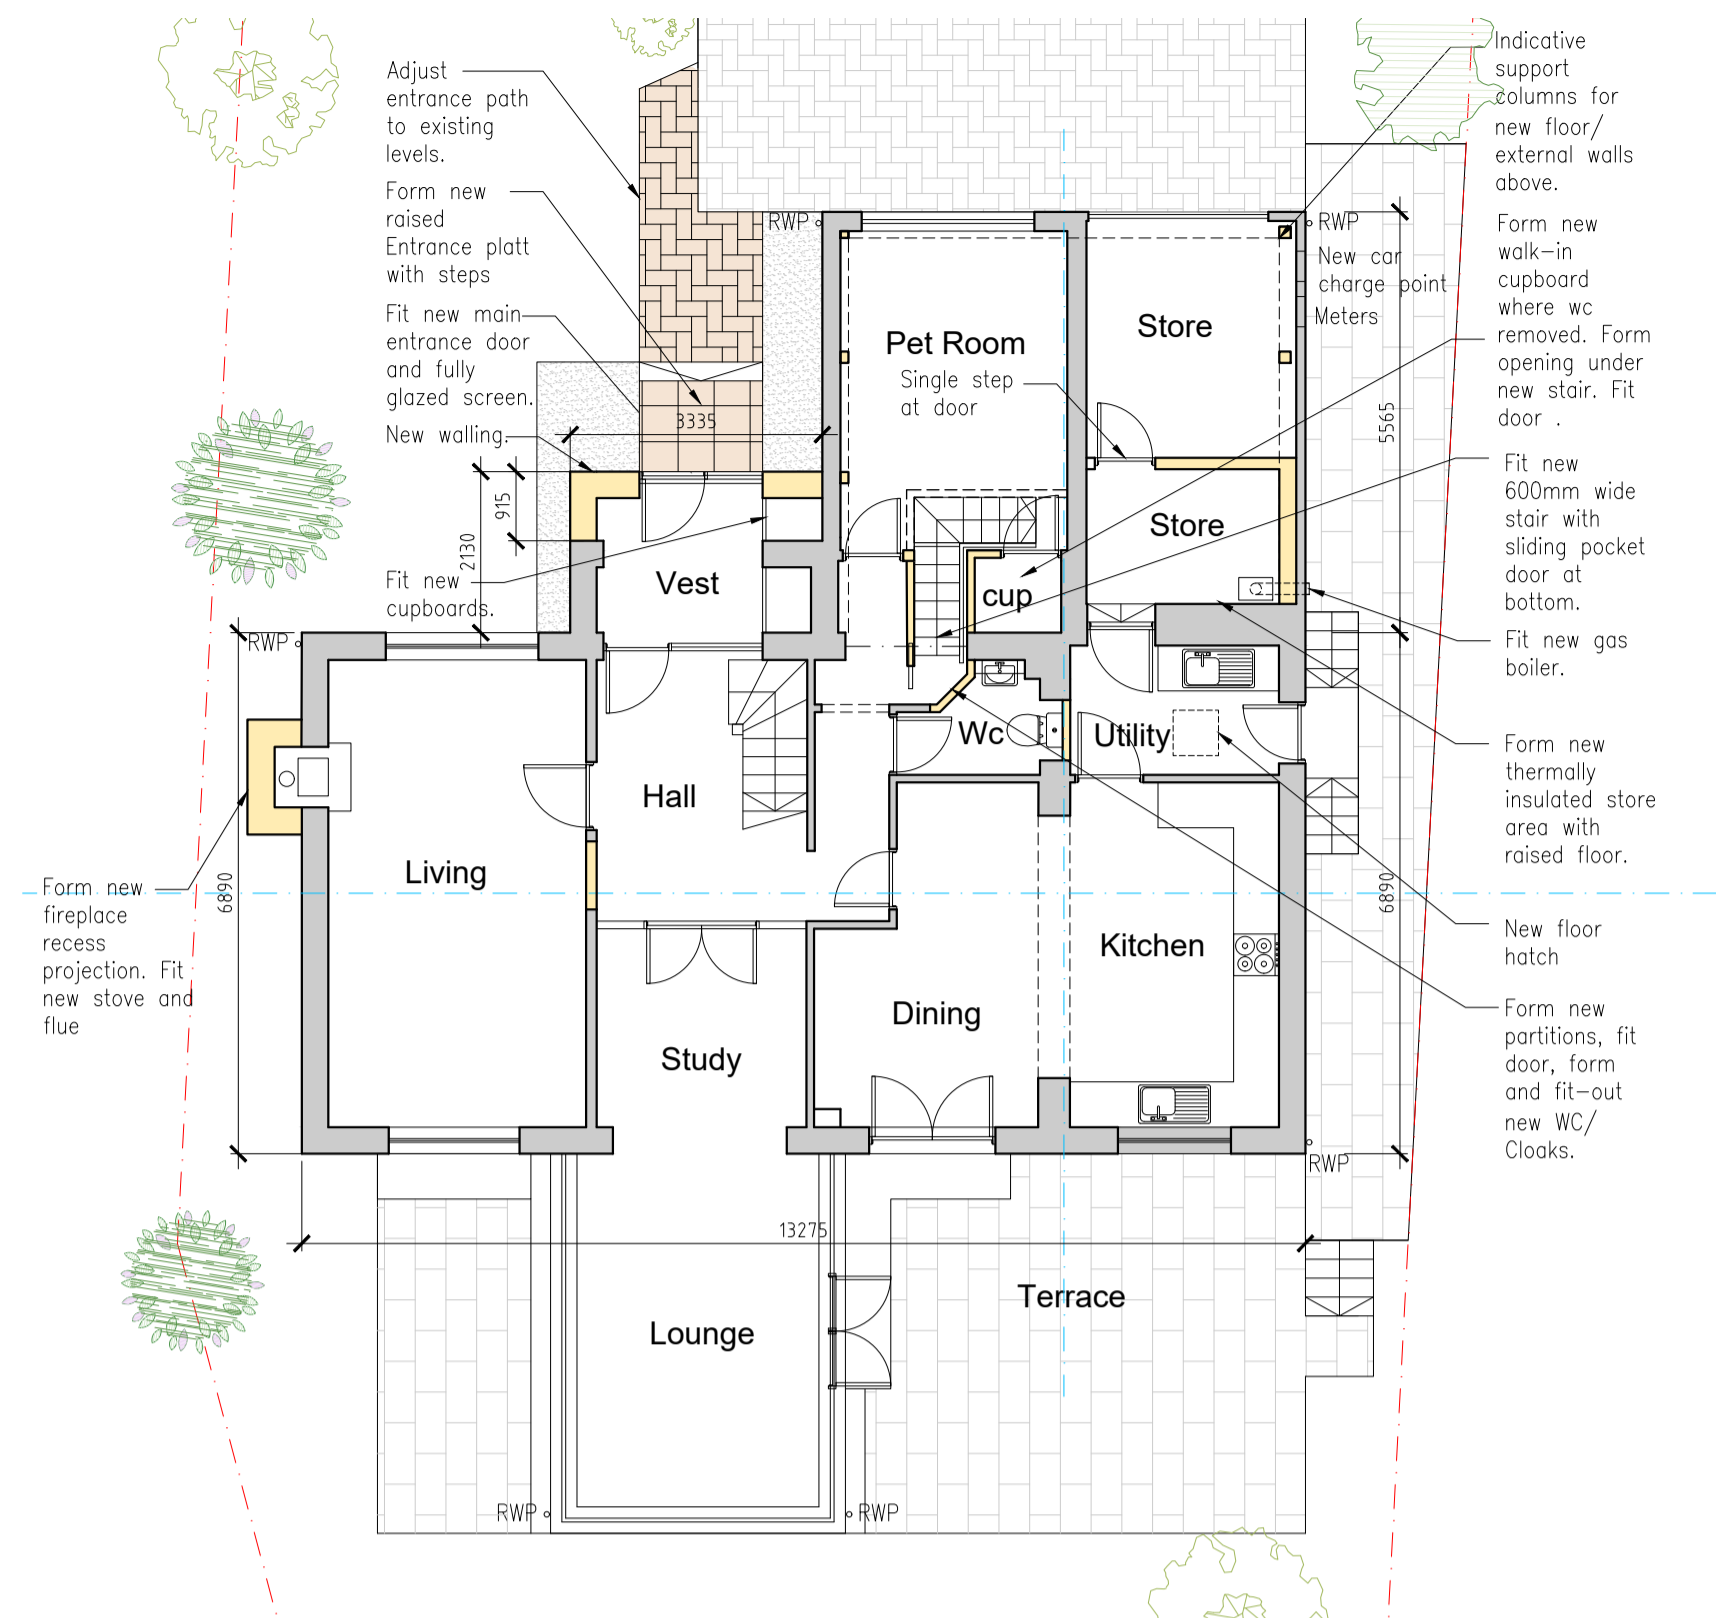 Adjust
entrance path
to existing
levels.
Form new
raised
Entrance platt
with steps
Fit new main
entrance door
and fully
glazed screen.
New walling.
Fit new
cupboards.
Form new
fireplace
recess
projection. Fit
new stove and
flue
RWP
RWP
RWP
RWP
RWP
RWP
3335
915
2130
6890
13275
5565
6890
Pet Room
Single step
at door
Store
Store
Vest
cup
Wc
Utility
Hall
Living
Kitchen
Dining
Study
Lounge
Terrace
New car
charge point
Meters
Indicative
support
columns for
new floor/
external walls
above.
Form new
walk-in
cupboard
where wc
removed. Form
opening under
new stair. Fit
door .
Fit new
600mm wide
stair with
sliding pocket
door at
bottom.
Fit new gas
boiler.
Form new
thermally
insulated store
area with
raised floor.
New floor
hatch
Form new
partitions, fit
door, form
and fit-out
new WC/
Cloaks.